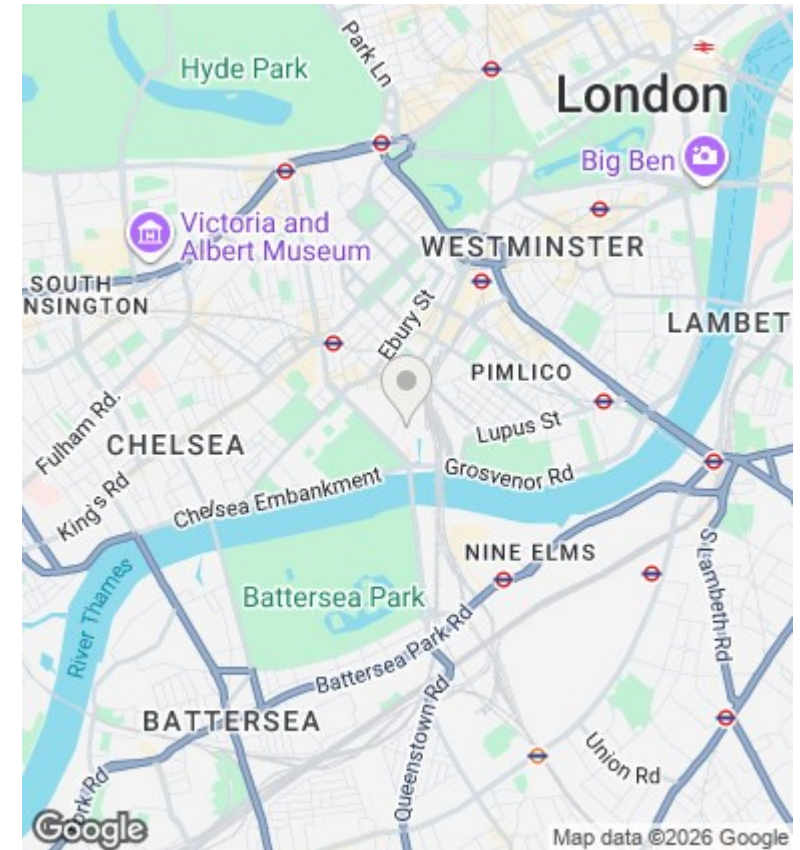 Park Ln
Hyde Park
London
Big Ben
Victoria and
Albert Museum
WESTMINSTER
SOUTH
NSINGTON
Ebury St
LAMBET
PIMLICO
Fulham Rd.
Lupus St
CHELSEA
King's Rd
Chelsea Embankment
Grosvenor Rd
NINE ELMS
S Lambeth Rd
River Thames
Battersea Park
Battersea Park Rd
BATTERSEA
Queenstown Rd
Union Rd
ork Rd
Google
Map data ©2026 Google